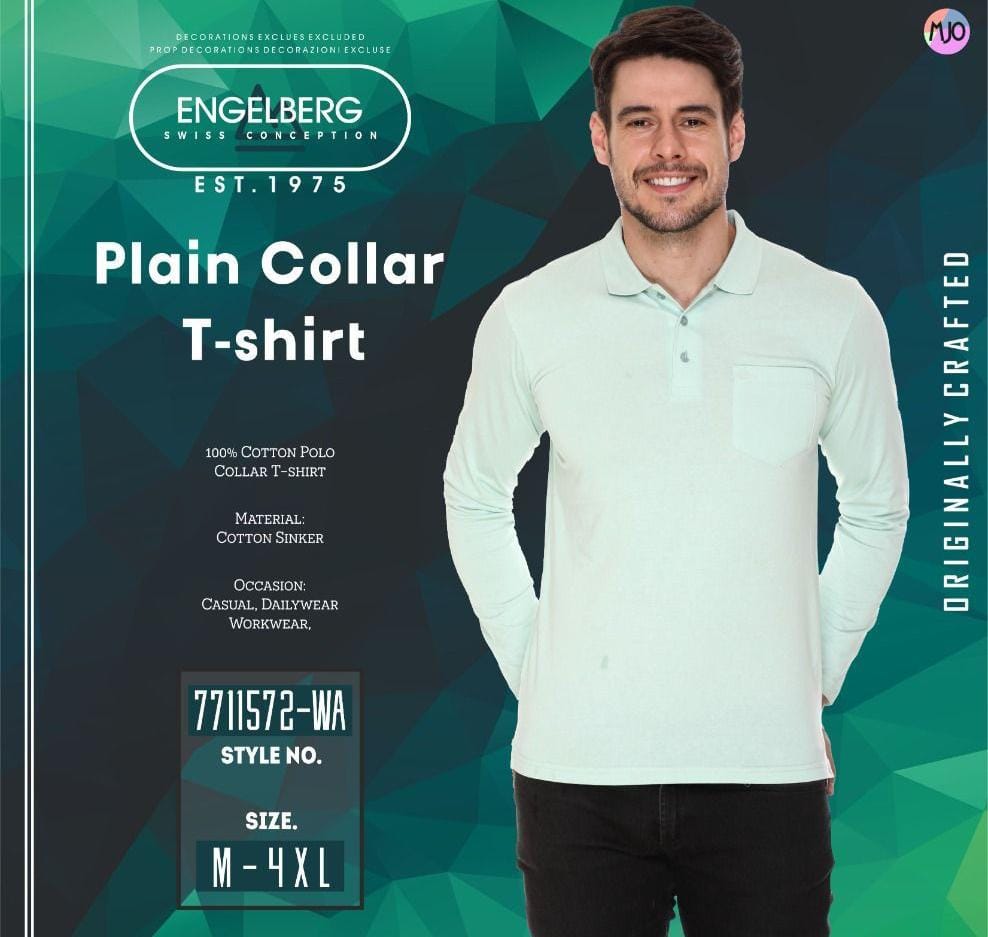 DECORATIONS EXCLUES EXCLUDED
PROP DECORATIONS DECORAZIONI EXCLUSE
ENGELBERG
SWISS CONCEPTION
EST.1975
Plain Collar
T-shirt
100% Cotton Polo
Collar T-shirt
Material:
Cotton Sinker
Occasion:
Casual, Dailywear
Workwear,
7711572-WA
STYLE NO.
SIZE.
M-4XL
MJO
ORIGINALLY CRAFTED